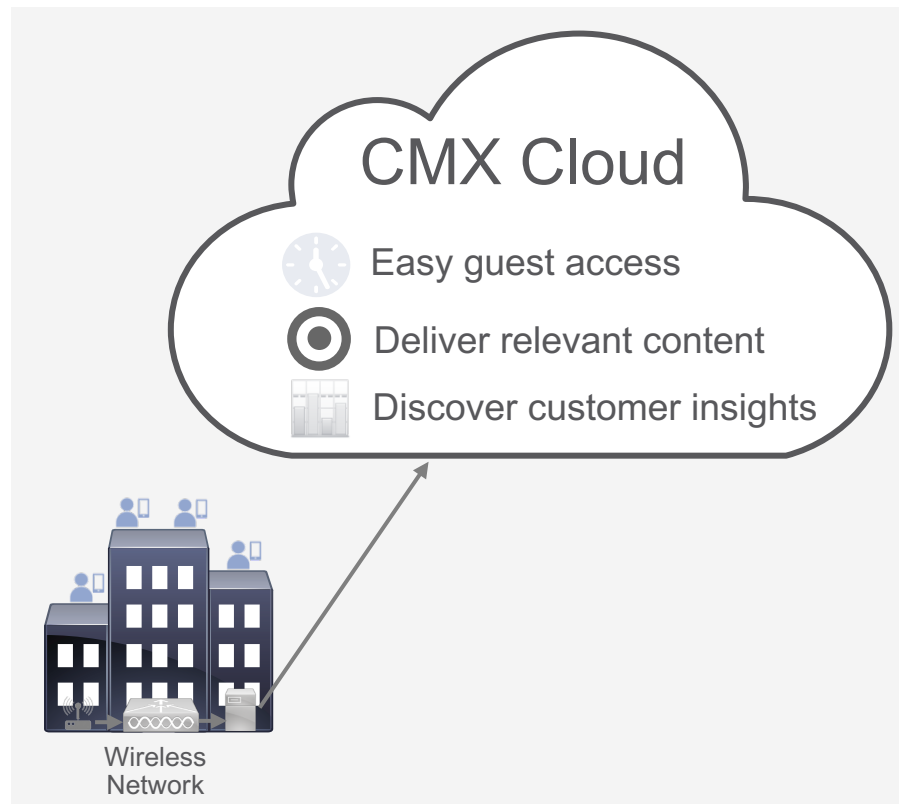 CMX Cloud
Easy guest access
Deliver relevant content
Discover customer insights
Wireless
Network